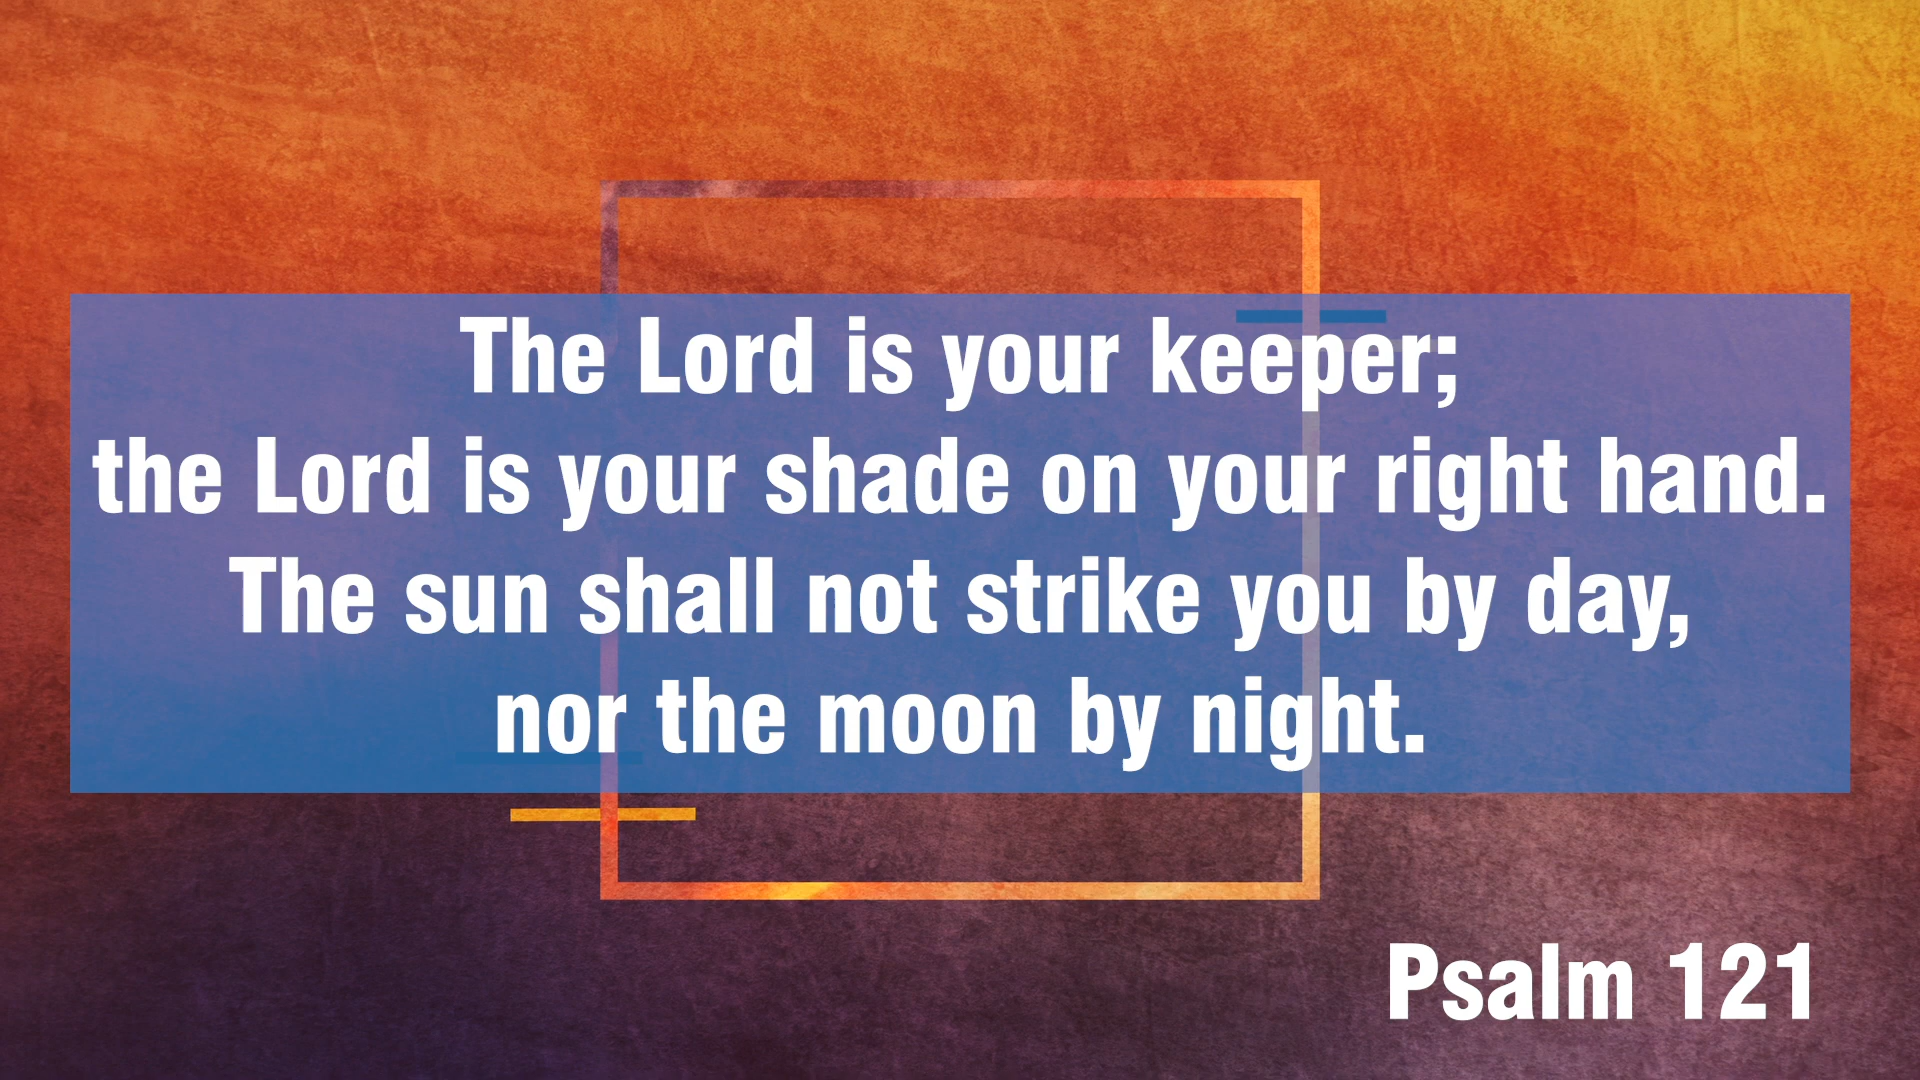 The Lord is your keeper;
the Lord is your shade on your right hand.
The sun shall not strike you by day,
nor the moon by night.
Psalm 121